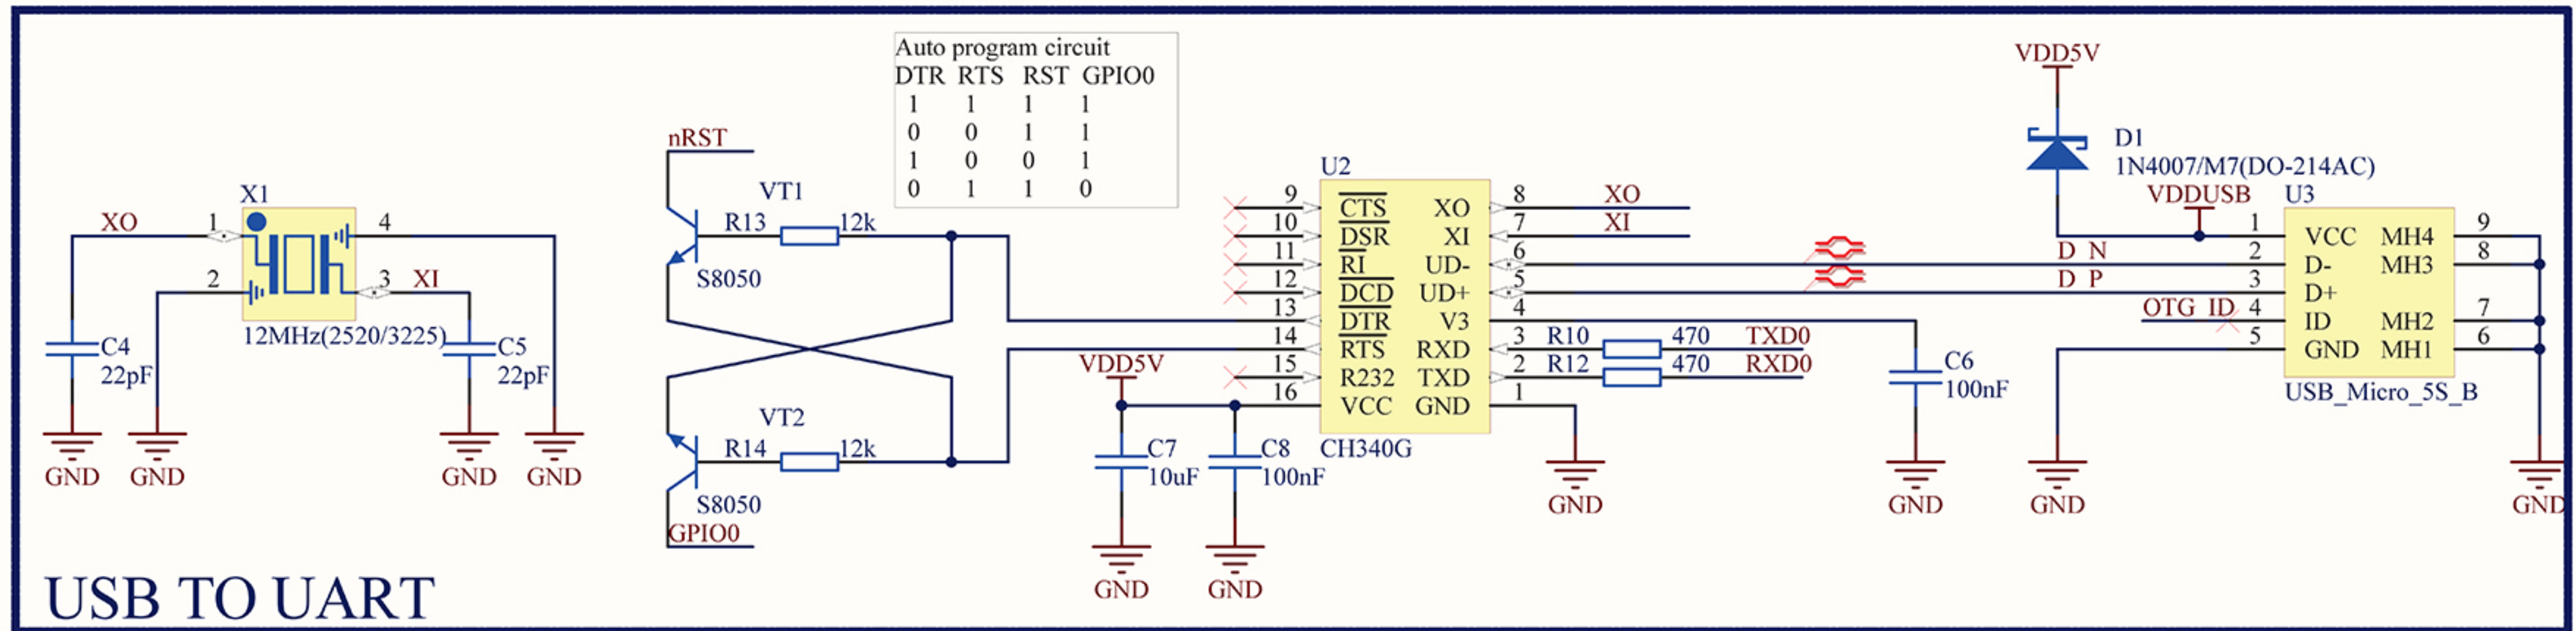 Auto program circuit
DTR RTS RST GPIO0
1 1 1 1
0 0 1 1
1 0 0 1
0 1 1 0
X1
XO 1
4
2
3 XI
12MHz(2520/3225)
C4
22pF
C5
22pF
GND
GND
GND
GND
nRST
VT1
R13 12k
S8050
VT2
R14 12k
S8050
GPIO0
VDD5V
C7
10uF
C8
100nF
GND
GND
U2
9 CTS XO 8 XO
10 DSR XI 7 XI
11 RI UD- 6
12 DCD UD+ 5
13 DTR V3 4
14 RTS RXD 3 R10 470 TXD0
15 R232 TXD 2 R12 470 RXD0
16 VCC GND 1
CH340G
GND
C6
100nF
GND
VDD5V
D1
1N4007/M7(DO-214AC)
VDDUSB
U3
1 VCC MH4 9
D N 2 D- MH3 8
D P 3 D+
OTG ID 4 ID MH2 7
5 GND MH1 6
USB_Micro_5S_B
GND
GND
USB TO UART